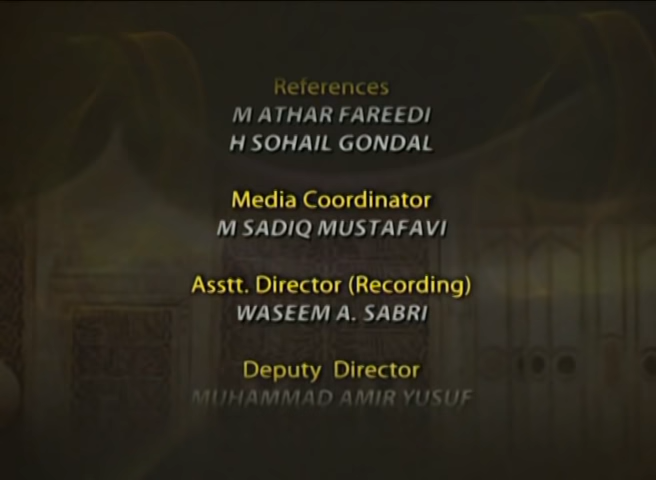 References
M ATHAR FAREEDI
H SOHAIL GONDAL
Media Coordinator
M SADIQ MUSTAFAVI
Asstt. Director (Recording)
WASEEM A. SABRI
Deputy Director
MUHAMMAD AMIR YUSUF